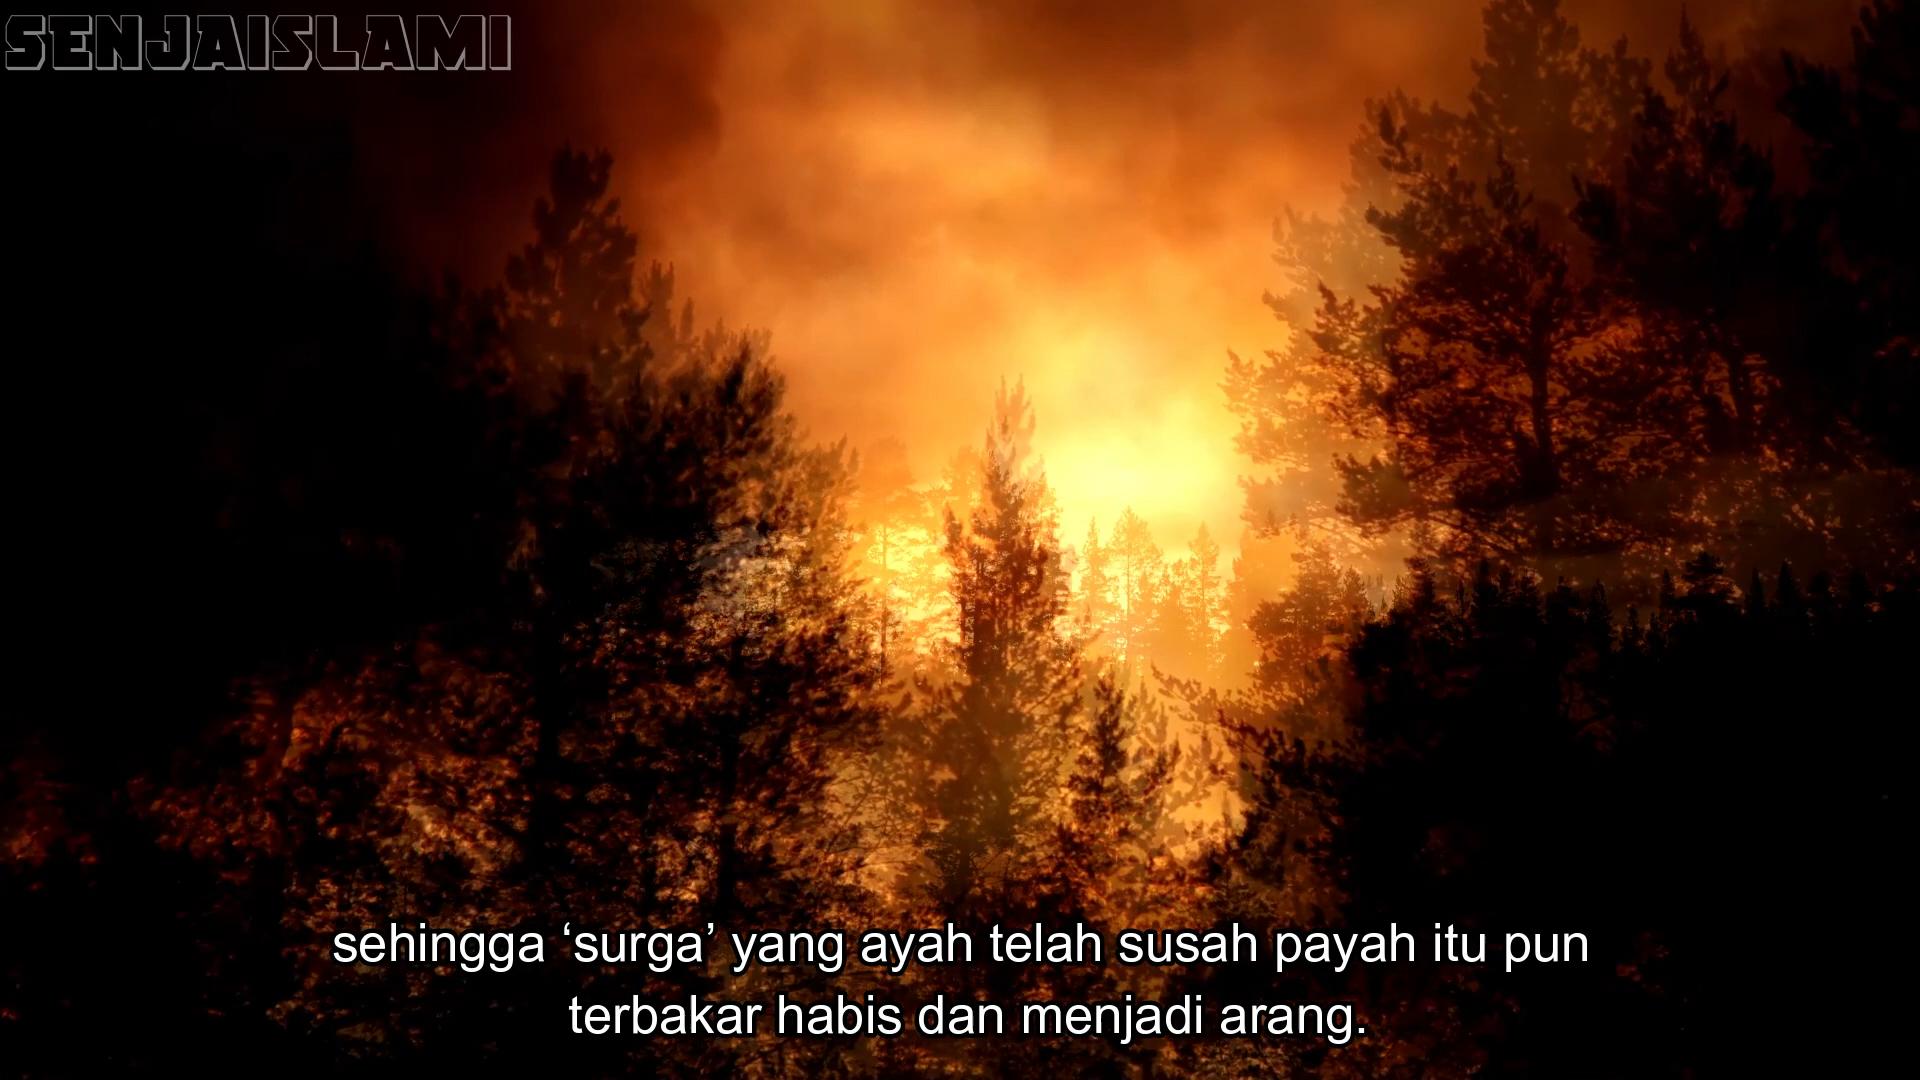 SENJAISLAMI
sehingga ‘surga’ yang ayah telah susah payah itu pun
terbakar habis dan menjadi arang.